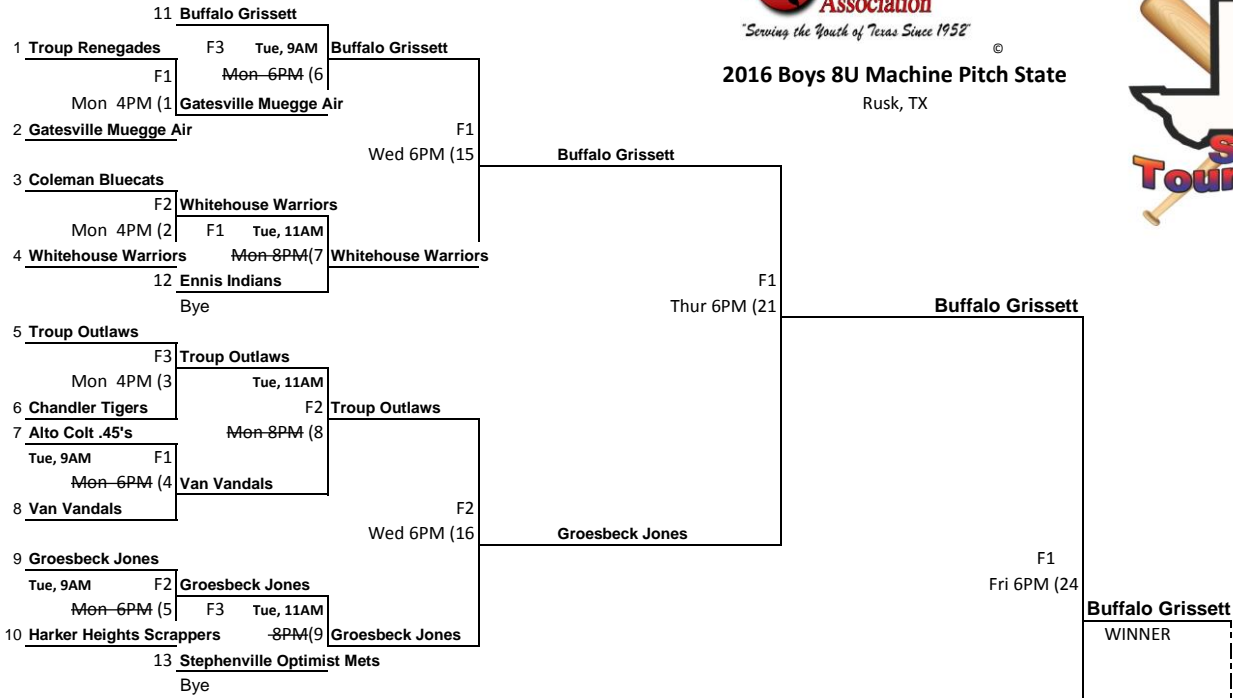 11 Buffalo Grissett
Association
"Serving the Youth of Texas Since 1952"
©
2016 Boys 8U Machine Pitch State
Rusk, TX
1 Troup Renegades F3 Tue, 9AM Buffalo Grissett
F1 Mon 6PM (6
Mon 4PM (1 Gatesville Muegge Air
2 Gatesville Muegge Air F1
Wed 6PM (15 Buffalo Grissett
3 Coleman Bluecats
F2 Whitehouse Warriors
Mon 4PM (2 F1 Tue, 11AM
4 Whitehouse Warriors Mon 8PM(7 Whitehouse Warriors
12 Ennis Indians F1
Bye Thur 6PM (21 Buffalo Grissett
5 Troup Outlaws
F3 Troup Outlaws
Mon 4PM (3 Tue, 11AM
6 Chandler Tigers F2 Troup Outlaws
7 Alto Colt .45's Mon 8PM (8
Tue, 9AM F1
Mon 6PM (4 Van Vandals
8 Van Vandals F2
Wed 6PM (16 Groesbeck Jones
9 Groesbeck Jones F1
Tue, 9AM F2 Groesbeck Jones Fri 6PM (24
Mon 6PM (5 F3 Tue, 11AM Buffalo Grissett
10 Harker Heights Scrappers 8PM(9 Groesbeck Jones WINNER
13 Stephenville Optimist Mets
Bye